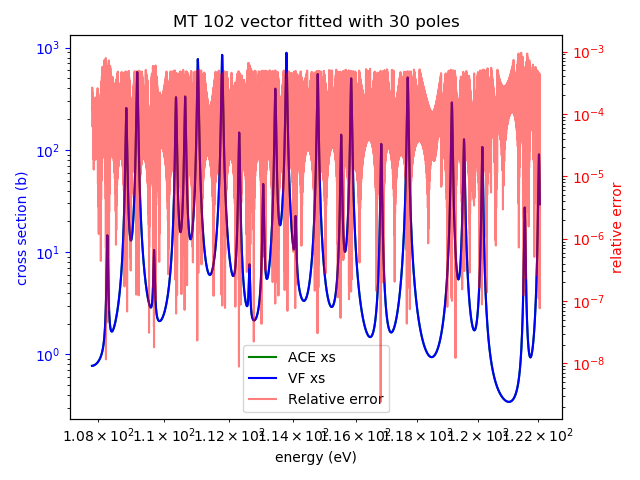 MT 102 vector fitted with 30 poles
10³
10²
10¹
10⁰
cross section (b)
10⁻³
10⁻⁴
10⁻⁵
10⁻⁶
10⁻⁷
10⁻⁸
relative error
ACE xs
VF xs
Relative error
1.08 × 10² 1.1 × 10² 1.12 × 10² 1.14 × 10² 1.16 × 10² 1.18 × 10² 1.2 × 10² 1.22 × 10²
energy (eV)